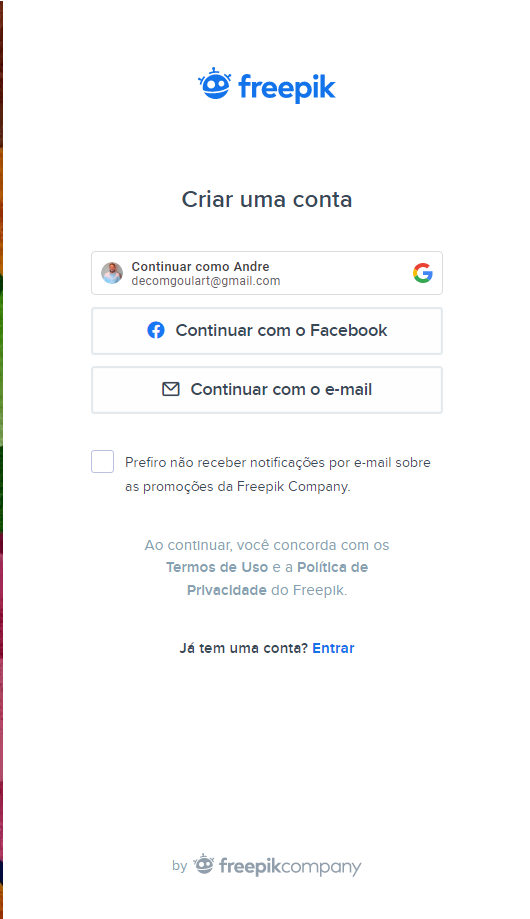 freepik
Criar uma conta
Continuar como Andre
decomgoulart@gmail.com
Continuar com o Facebook
Continuar com o e-mail
Prefiro não receber notificações por e-mail sobre
as promoções da Freepik Company.
Ao continuar, você concorda com os
Termos de Uso e a Política de
Privacidade do Freepik.
Já tem uma conta? Entrar
by freepikcompany